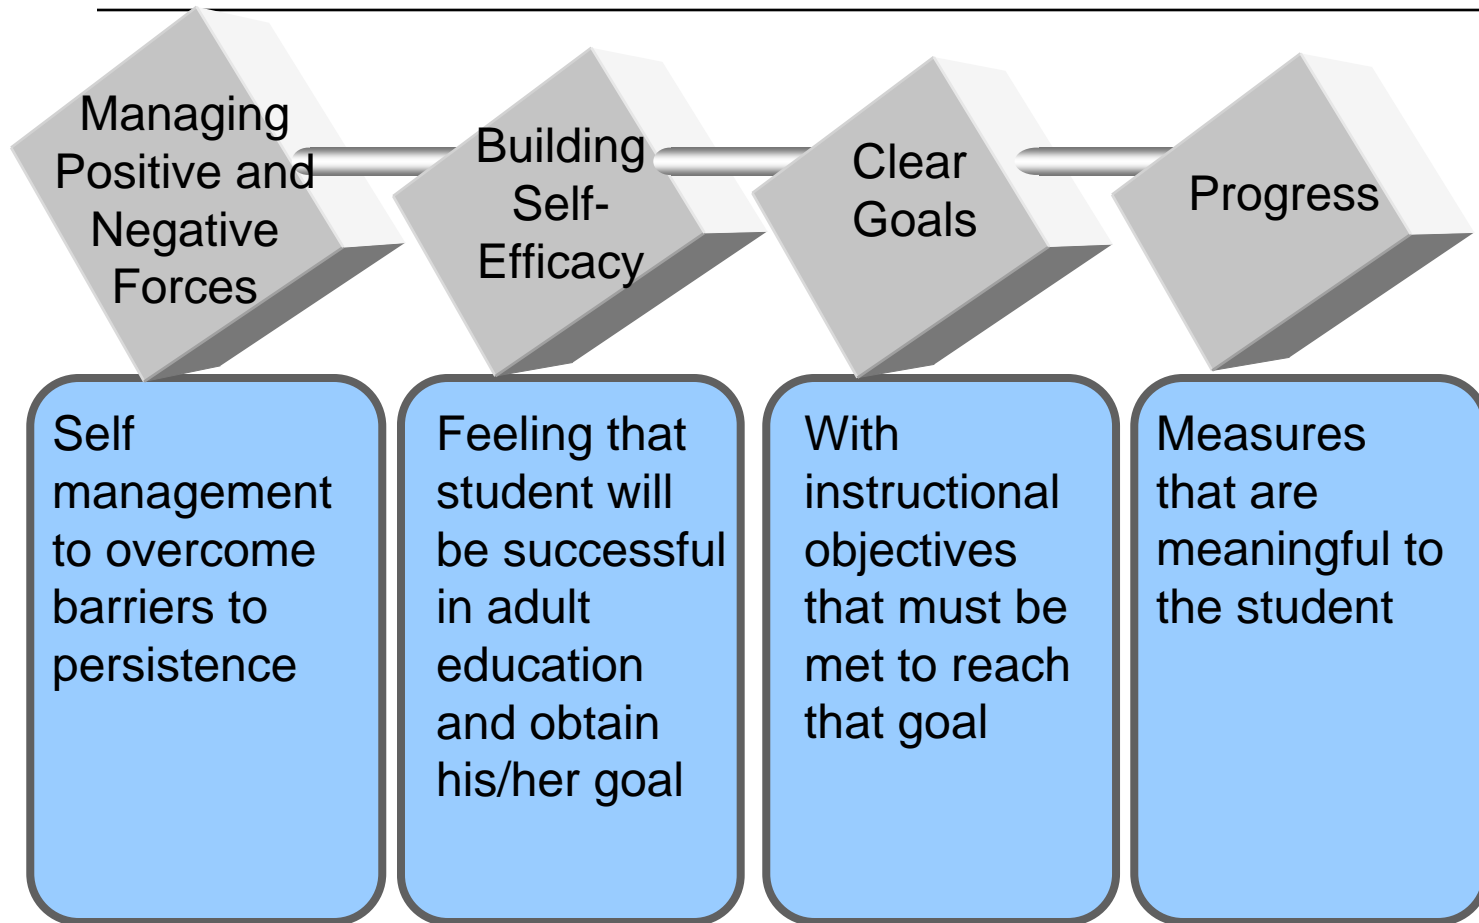 Managing
Positive and
Negative
Forces
Building
Self-
Efficacy
Clear
Goals
Progress
Self
management
to overcome
barriers to
persistence
Feeling that
student will
be successful
in adult
education
and obtain
his/her goal
With
instructional
objectives
that must be
met to reach
that goal
Measures
that are
meaningful to
the student